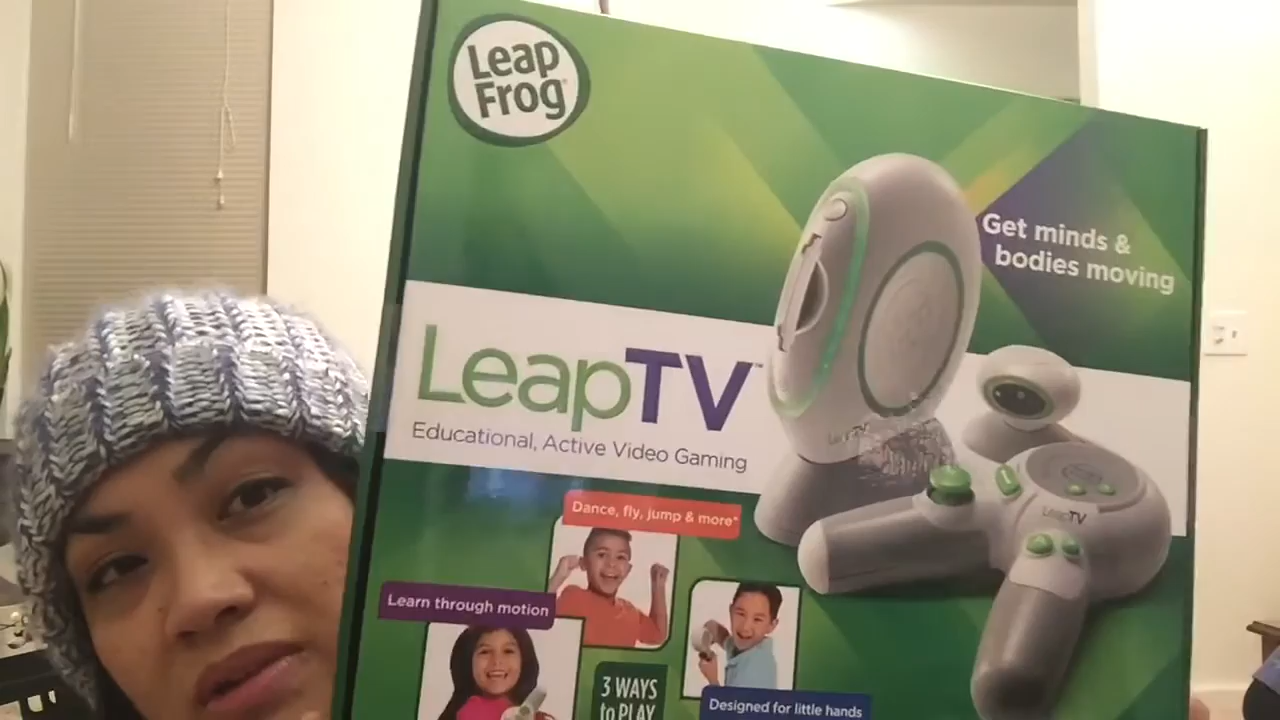 Leap
Frog
Get minds &
bodies moving
LeapTV™
Educational, Active Video Gaming
LeapTV
Dance, fly, jump & more*
Learn through motion
3 WAYS
to PLAY
Designed for little hands